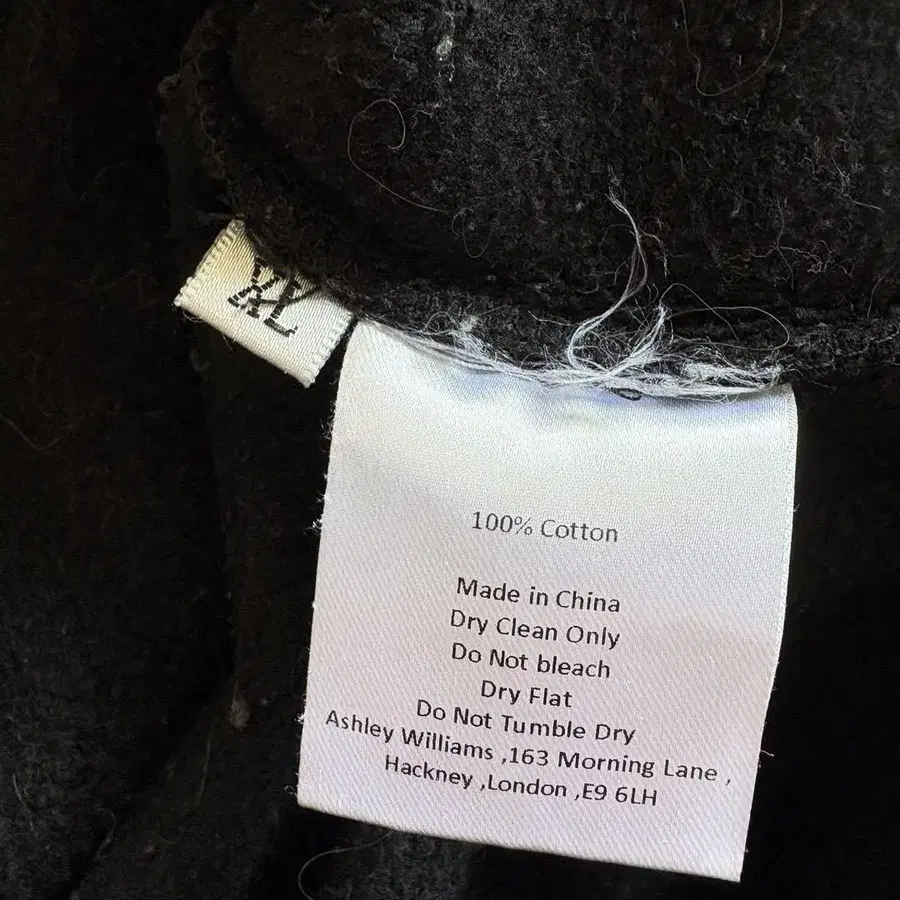 100% Cotton
Made in China
Dry Clean Only
Do Not bleach
Dry Flat
Do Not Tumble Dry
Ashley Williams ,163 Morning Lane ,
Hackney ,London ,E9 6LH